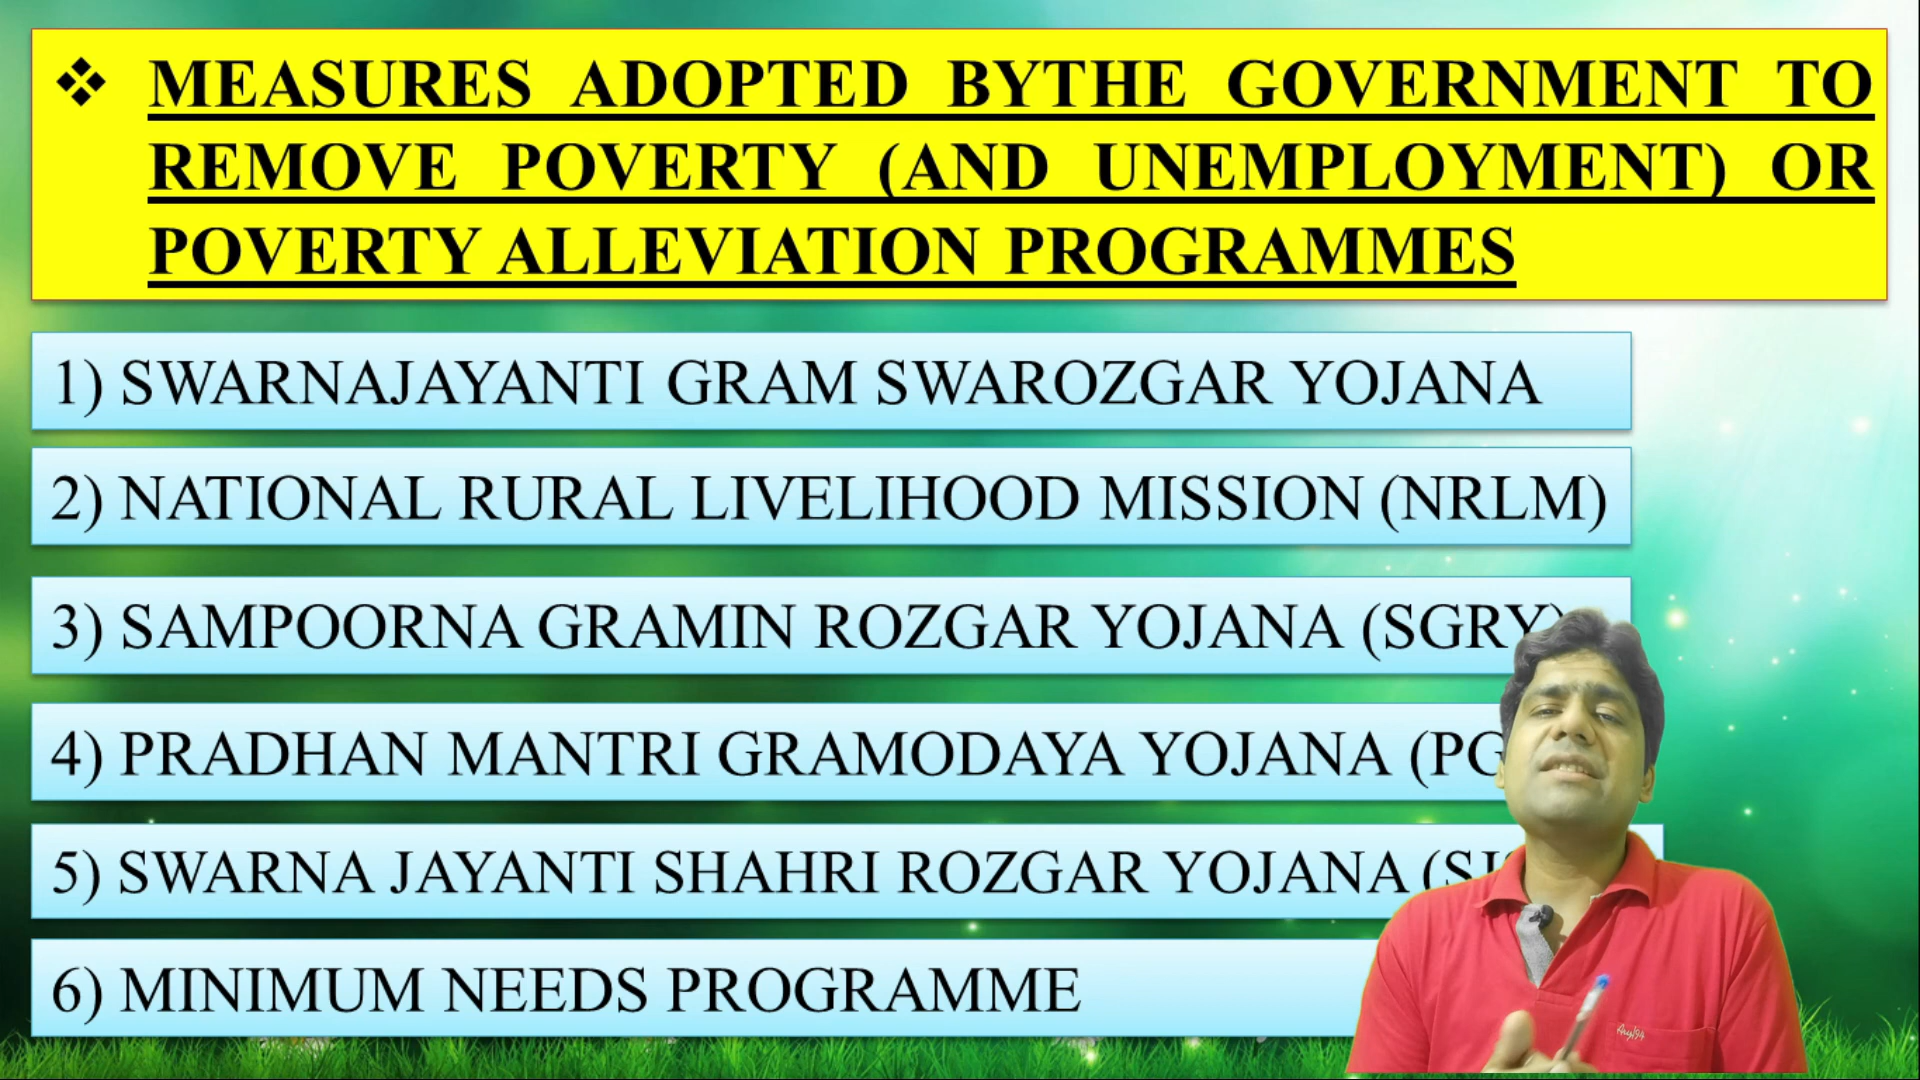 ❖ MEASURES ADOPTED BYTHE GOVERNMENT TO
REMOVE POVERTY (AND UNEMPLOYMENT) OR
POVERTY ALLEVIATION PROGRAMMES
1) SWARNAJAYANTI GRAM SWAROZGAR YOJANA
2) NATIONAL RURAL LIVELIHOOD MISSION (NRLM)
3) SAMPOORNA GRAMIN ROZGAR YOJANA (SGRY)
4) PRADHAN MANTRI GRAMODAYA YOJANA
5) SWARNA JAYANTI SHAHRI ROZGAR YOJANA
6) MINIMUM NEEDS PROGRAMME